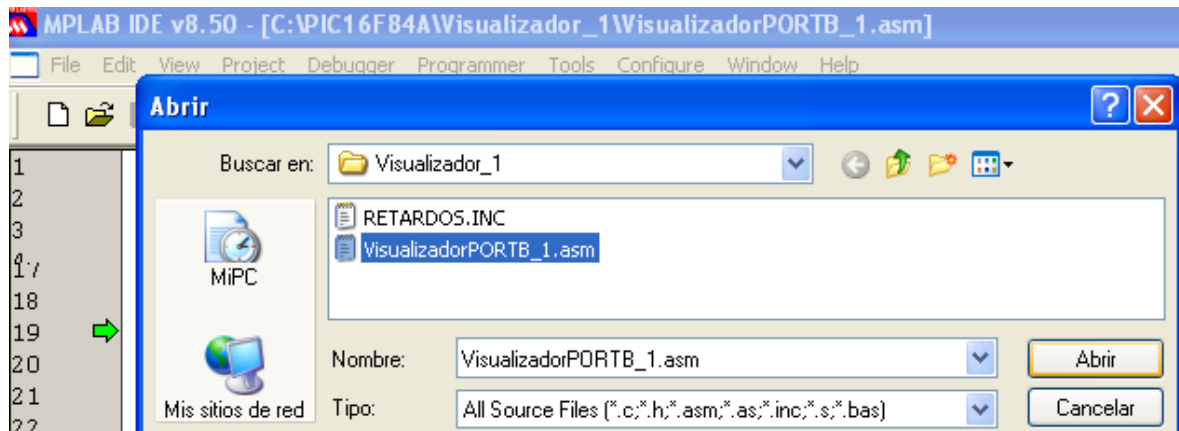 MPLAB IDE v8.50 - [C:\PIC16F84A\Visualizador_1\VisualizadorPORTB_1.asm]
File Edit View Project Debugger Programmer Tools Configure Window Help
Abrir
Buscar en: Visualizador_1
1
2
3
17
18
19
20
21
22
RETARDOS.INC
VisualizadorPORTB_1.asm
MiPC
Mis sitios de red
Nombre: VisualizadorPORTB_1.asm Abrir
Tipo: All Source Files (*.c;*.h;*.asm;*.as;*.inc;*.s;*.bas) Cancelar